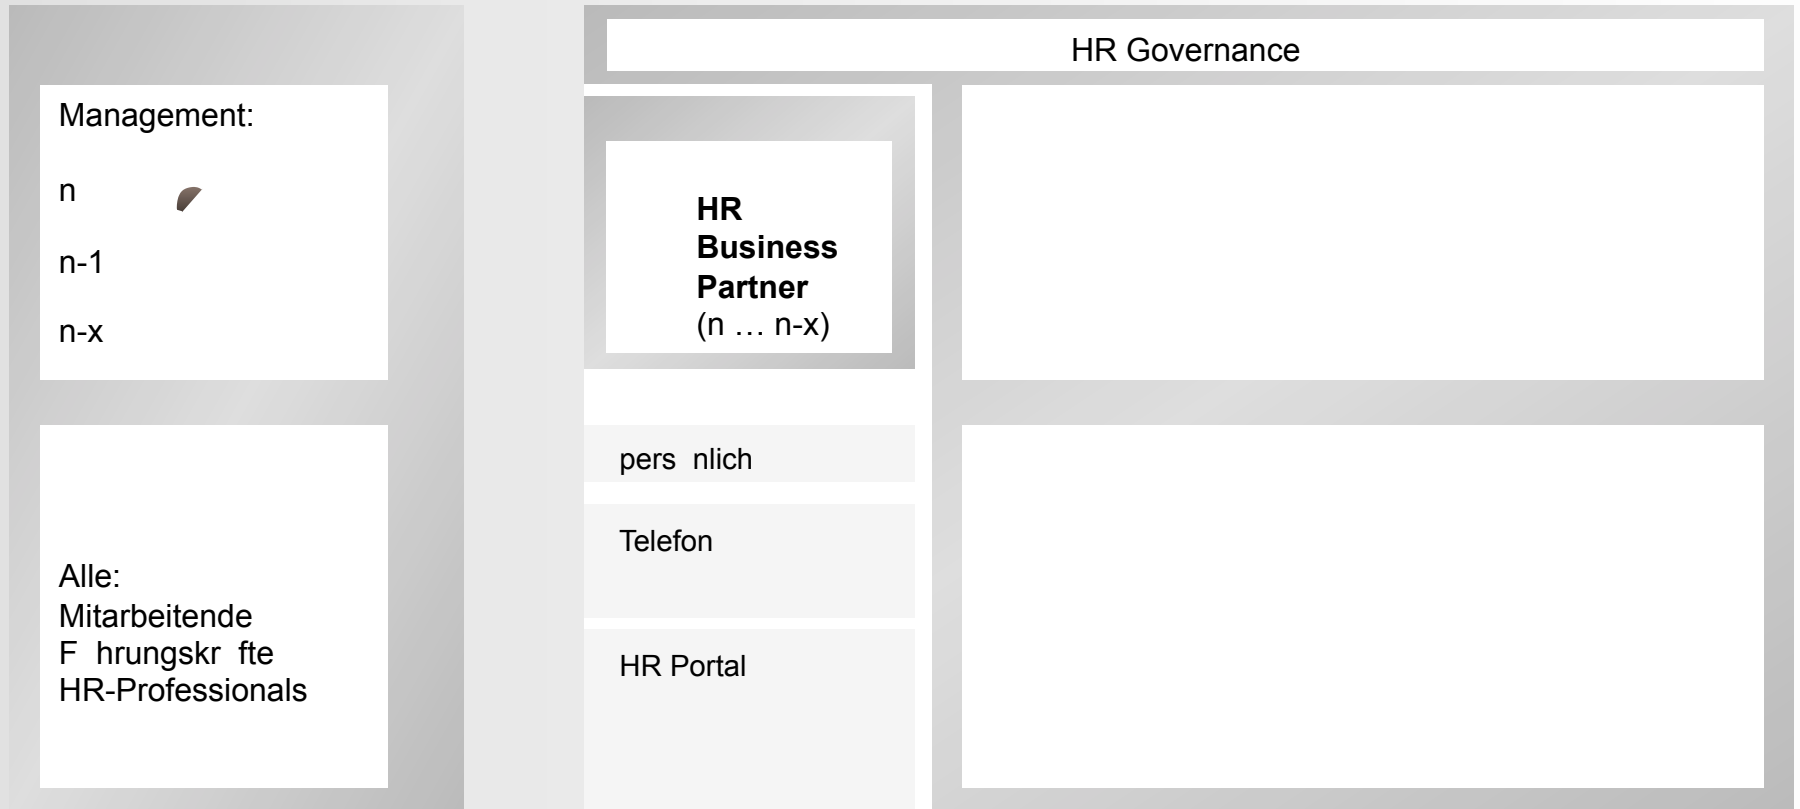 HR Governance
Management:
n
n-1
n-x
HR
Business
Partner
(n … n-x)
pers nlich
Telefon
HR Portal
Alle:
Mitarbeitende
F hrungskr fte
HR-Professionals